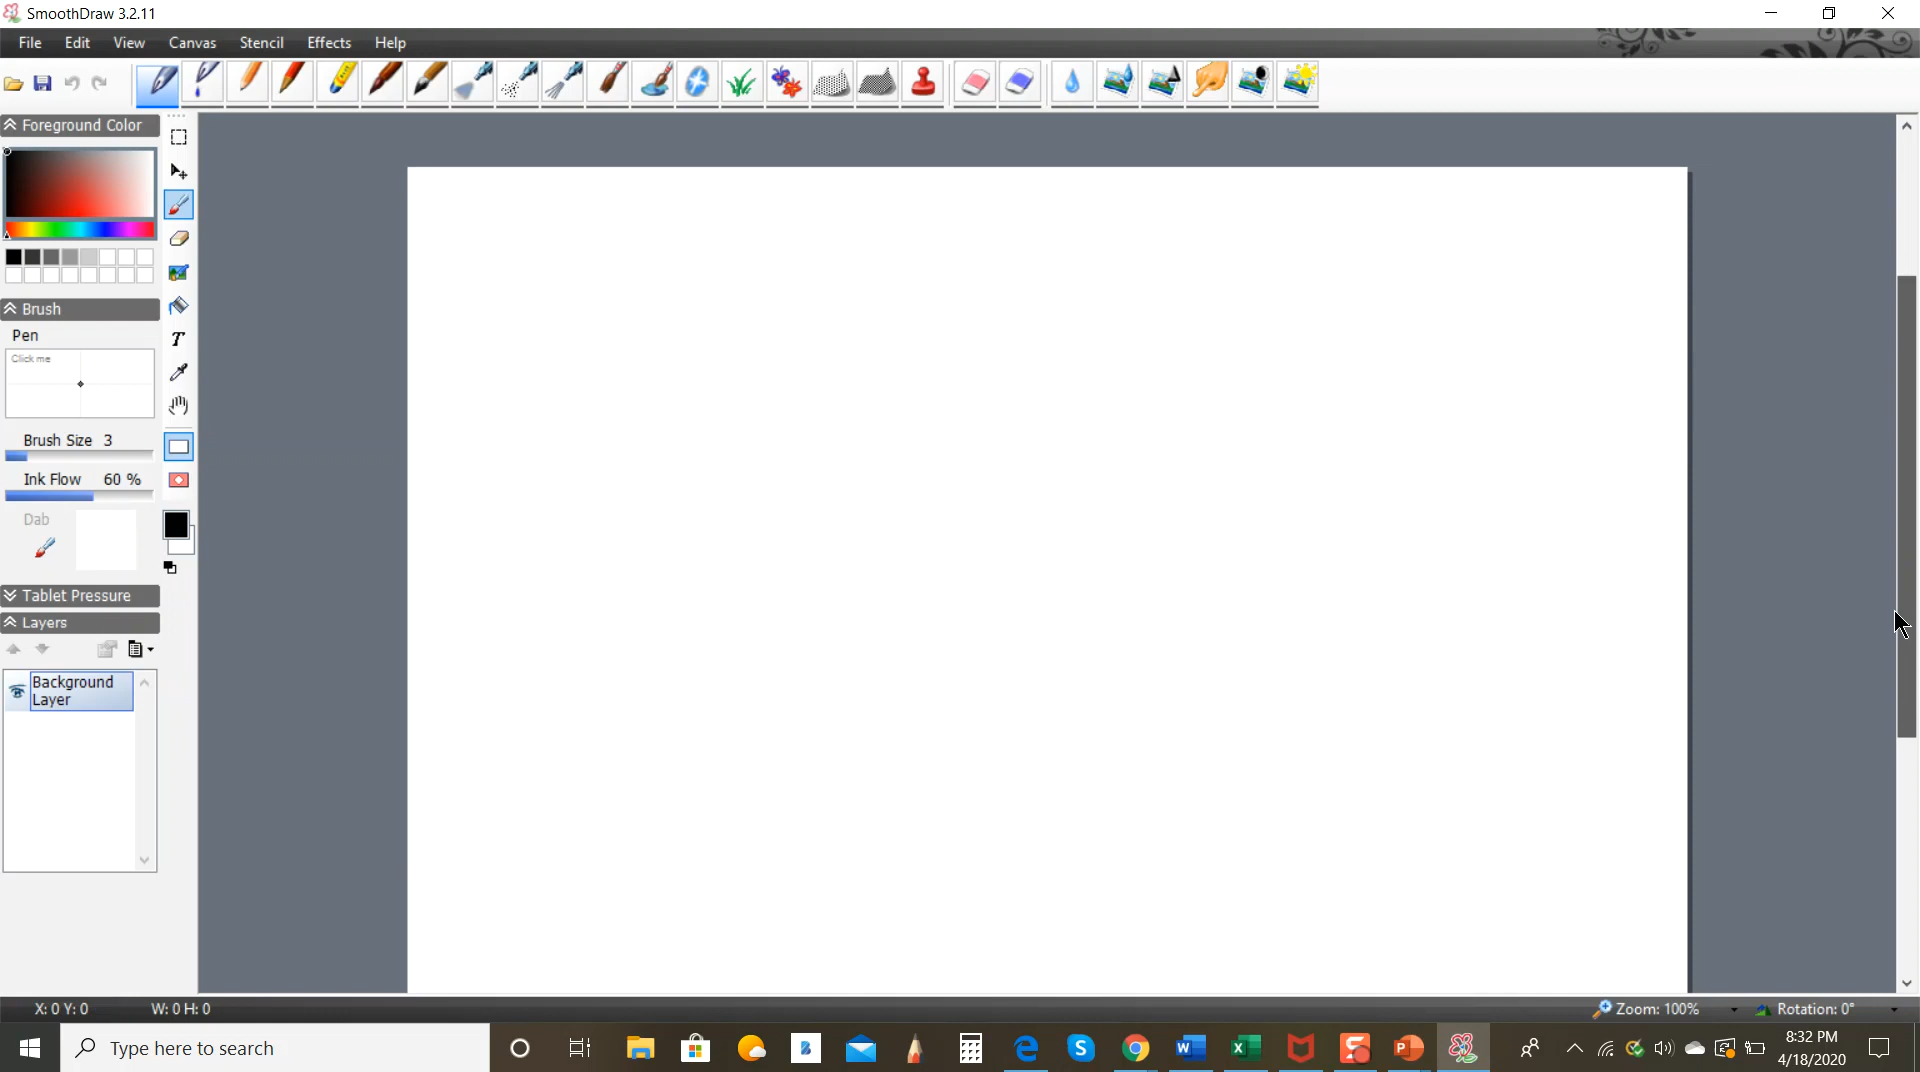 SmoothDraw 3.2.11
File Edit View Canvas Stencil Effects Help
Foreground Color
Brush
Pen
Click me
Brush Size 3
Ink Flow 60 %
Dab
Tablet Pressure
Layers
Background
Layer
X: 0 Y: 0 W: 0 H: 0 Zoom: 100% Rotation: 0°
Type here to search
8:32 PM
4/18/2020